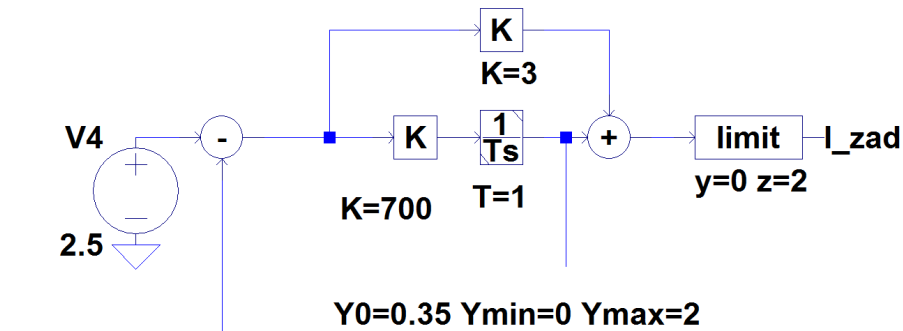 K
K=3
V4
-
K
1
Ts
+
limit
I_zad
+
K=700
T=1
y=0 z=2
2.5
Y0=0.35 Ymin=0 Ymax=2